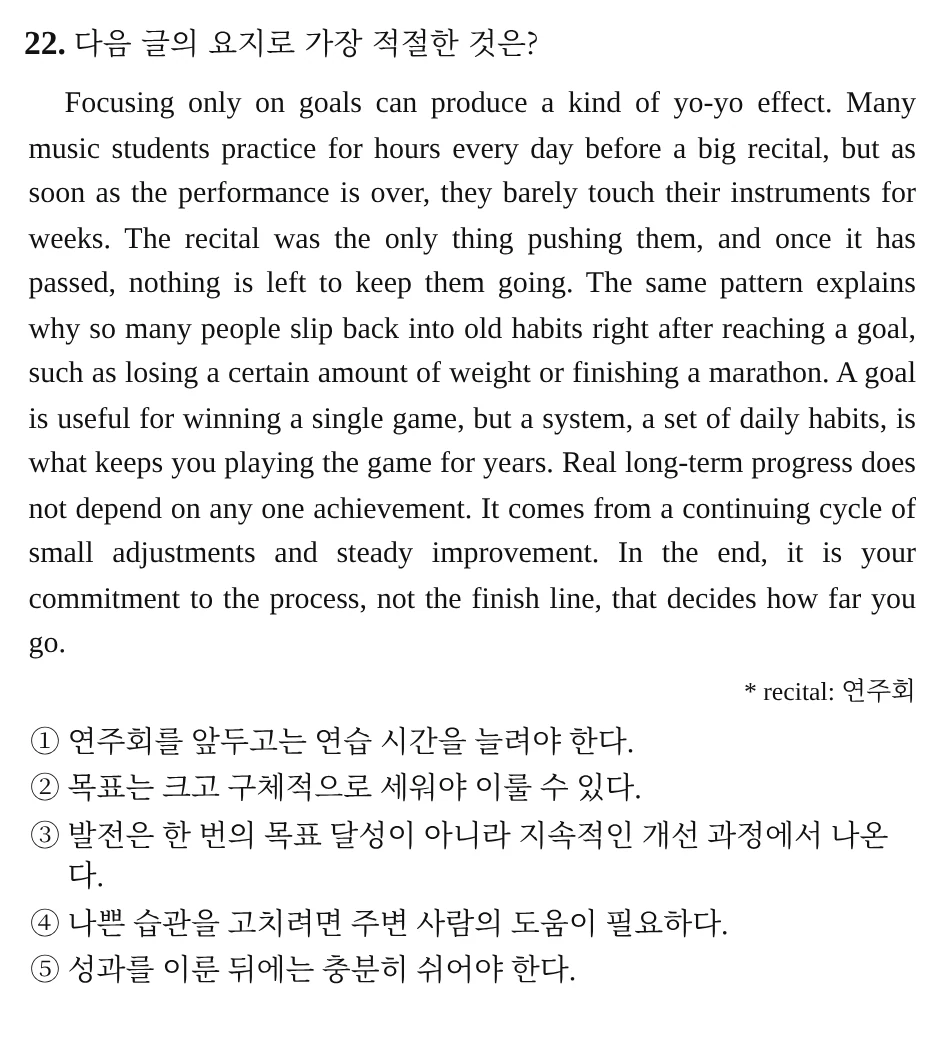 22. 다음 글의 요지로 가장 적절한 것은?
Focusing only on goals can produce a kind of yo-yo effect. Many
music students practice for hours every day before a big recital, but as
soon as the performance is over, they barely touch their instruments for
weeks. The recital was the only thing pushing them, and once it has
passed, nothing is left to keep them going. The same pattern explains
why so many people slip back into old habits right after reaching a goal,
such as losing a certain amount of weight or finishing a marathon. A goal
is useful for winning a single game, but a system, a set of daily habits, is
what keeps you playing the game for years. Real long-term progress does
not depend on any one achievement. It comes from a continuing cycle of
small adjustments and steady improvement. In the end, it is your
commitment to the process, not the finish line, that decides how far you
go.
* recital: 연주회
① 연주회를 앞두고는 연습 시간을 늘려야 한다.
② 목표는 크고 구체적으로 세워야 이룰 수 있다.
③ 발전은 한 번의 목표 달성이 아니라 지속적인 개선 과정에서 나온
다.
④ 나쁜 습관을 고치려면 주변 사람의 도움이 필요하다.
⑤ 성과를 이룬 뒤에는 충분히 쉬어야 한다.